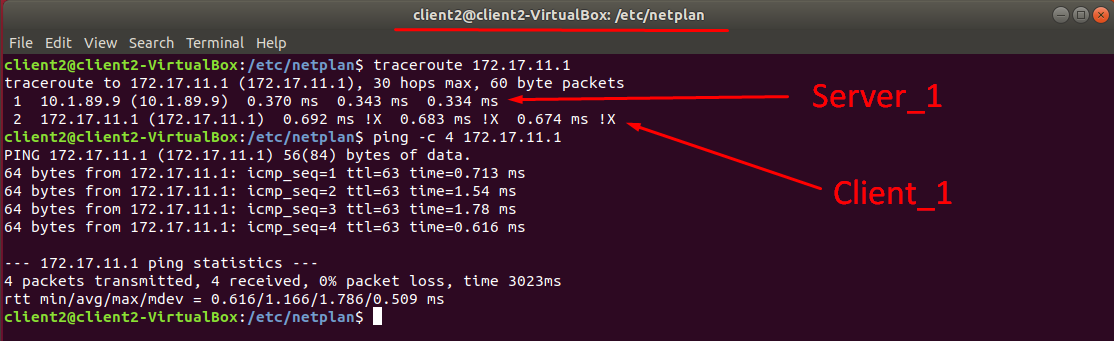 client2@client2-VirtualBox: /etc/netplan
File Edit View Search Terminal Help
client2@client2-VirtualBox:/etc/netplan$ traceroute 172.17.11.1
traceroute to 172.17.11.1 (172.17.11.1), 30 hops max, 60 byte packets
 1  10.1.89.9 (10.1.89.9)  0.370 ms  0.343 ms  0.334 ms
Server_1
 2  172.17.11.1 (172.17.11.1)  0.692 ms !X  0.683 ms !X  0.674 ms !X
client2@client2-VirtualBox:/etc/netplan$ ping -c 4 172.17.11.1
PING 172.17.11.1 (172.17.11.1) 56(84) bytes of data.
64 bytes from 172.17.11.1: icmp_seq=1 ttl=63 time=0.713 ms
64 bytes from 172.17.11.1: icmp_seq=2 ttl=63 time=1.54 ms
Client_1
64 bytes from 172.17.11.1: icmp_seq=3 ttl=63 time=1.78 ms
64 bytes from 172.17.11.1: icmp_seq=4 ttl=63 time=0.616 ms
--- 172.17.11.1 ping statistics ---
4 packets transmitted, 4 received, 0% packet loss, time 3023ms
rtt min/avg/max/mdev = 0.616/1.166/1.786/0.509 ms
client2@client2-VirtualBox:/etc/netplan$